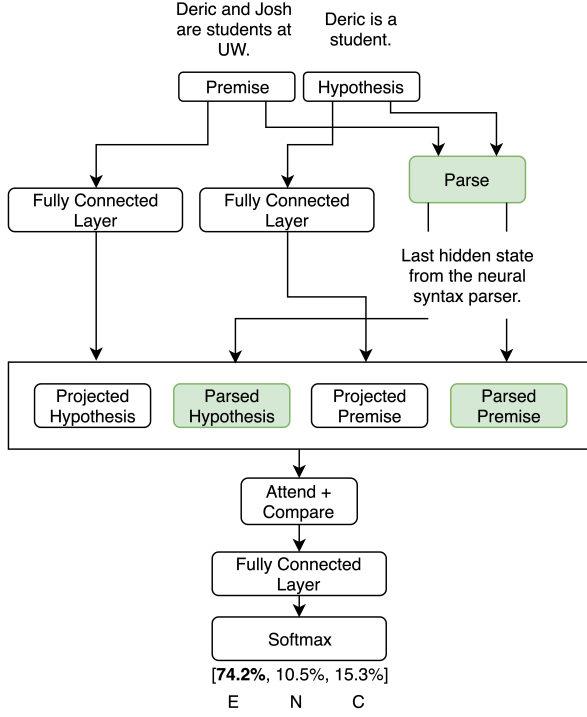 Deric and Josh
are students at
UW.
Deric is a
student.
Premise
Hypothesis
Parse
Fully Connected
Layer
Fully Connected
Layer
Last hidden state
from the neural
syntax parser.
Projected
Hypothesis
Parsed
Hypothesis
Projected
Premise
Parsed
Premise
Attend +
Compare
Fully Connected
Layer
Softmax
[74.2%, 10.5%, 15.3%]
E N C